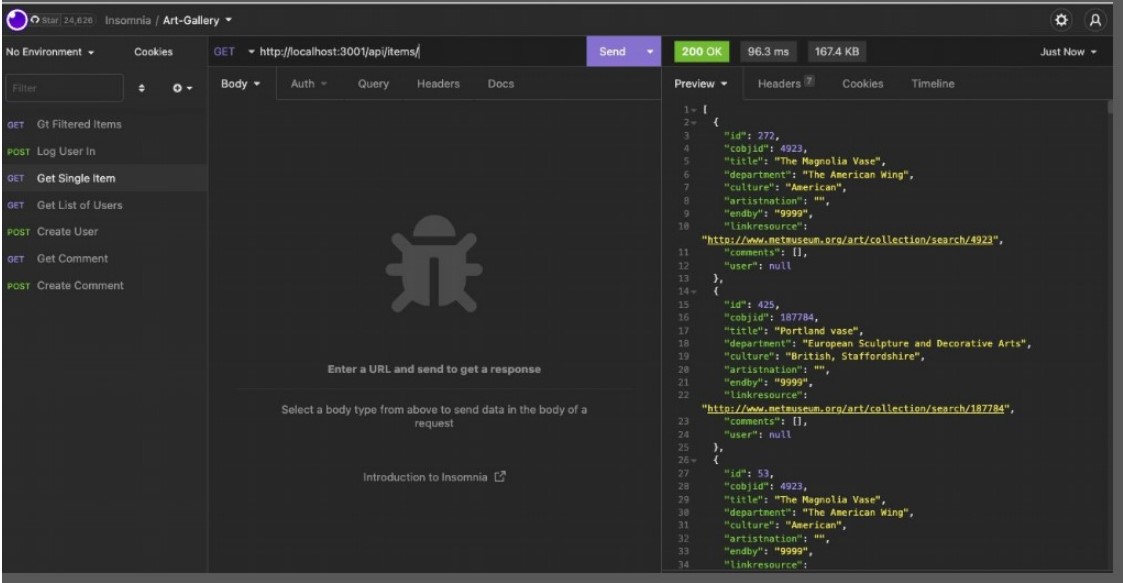 Star 24,626 Insomnia / Art-Gallery
No Environment Cookies
GET http://localhost:3001/api/items/ Send
200 OK 96.3 ms 167.4 KB Just Now
Filter
Body Auth Query Headers Docs
Preview Headers 7 Cookies Timeline
GET Gt Filtered Items
POST Log User In
GET Get Single Item
GET Get List of Users
POST Create User
GET Get Comment
POST Create Comment
Enter a URL and send to get a response
Select a body type from above to send data in the body of a
request
Introduction to Insomnia
1 [
2 {
3 "id": 272,
4 "cobjid": 4923,
5 "title": "The Magnolia Vase",
6 "department": "The American Wing",
7 "culture": "American",
8 "artistnation": "",
9 "endby": "9999",
10 "linkresource":
"http://www.metmuseum.org/art/collection/search/4923",
11 "comments": [],
12 "user": null
13 },
14 {
15 "id": 425,
16 "cobjid": 187784,
17 "title": "Portland vase",
18 "department": "European Sculpture and Decorative Arts",
19 "culture": "British, Staffordshire",
20 "artistnation": "",
21 "endby": "9999",
22 "linkresource":
"http://www.metmuseum.org/art/collection/search/187784",
23 "comments": [],
24 "user": null
25 },
26 {
27 "id": 53,
28 "cobjid": 4923,
29 "title": "The Magnolia Vase",
30 "department": "The American Wing",
31 "culture": "American",
32 "artistnation": "",
33 "endby": "9999",
34 "linkresource":